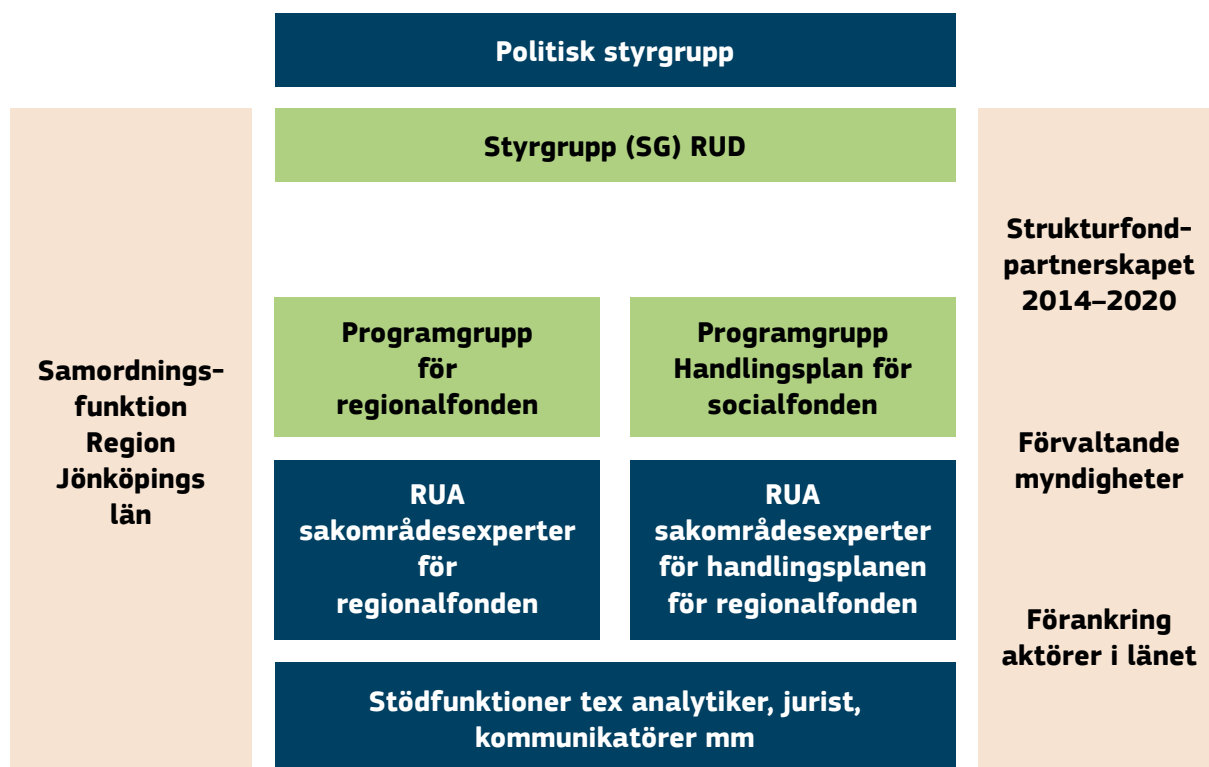 Politisk styrgrupp
Styrgrupp (SG) RUD
Samordnings-
funktion
Region
Jönköpings
län
Programgrupp
för
regionalfonden
Programgrupp
Handlingsplan för
socialfonden
RUA
sakområdesexperter
för
regionalfonden
RUA
sakområdesexperter
för handlingsplanen
för regionalfonden
Stödfunktioner tex analytiker, jurist,
kommunikatörer mm
Strukturfond-
partnerskapet
2014–2020
Förvaltande
myndigheter
Förankring
aktörer i länet